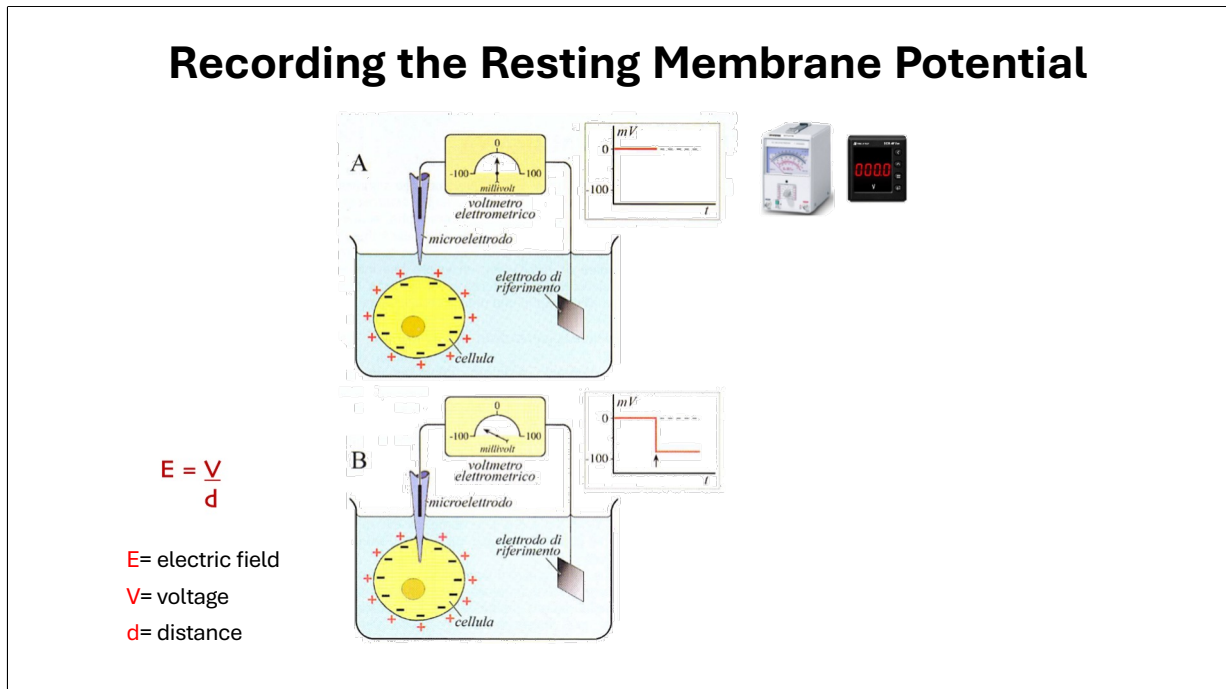 Recording the Resting Membrane Potential
A
0
-100
100
millivolt
voltmetro
elettrometrico
microelettrodo
elettrodo di
riferimento
cellula
mV
0
-100
t
000.0
V
B
0
-100
100
millivolt
voltmetro
elettrometrico
microelettrodo
elettrodo di
riferimento
cellula
mV
0
-100
t
E = V
d
E= electric field
V= voltage
d= distance